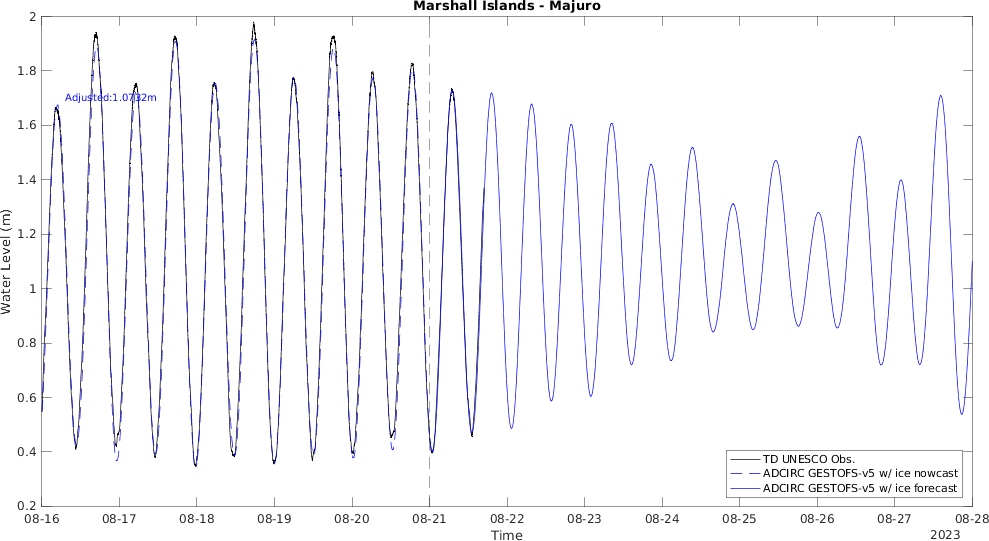 Marshall Islands - Majuro
2
1.8
1.6
1.4
1.2
1
0.8
0.6
0.4
0.2
Water Level (m)
Adjusted:1.0732m
TD UNESCO Obs.
ADCIRC GESTOFS-v5 w/ ice nowcast
ADCIRC GESTOFS-v5 w/ ice forecast
08-16 08-17 08-18 08-19 08-20 08-21 08-22 08-23 08-24 08-25 08-26 08-27 08-28
Time
2023